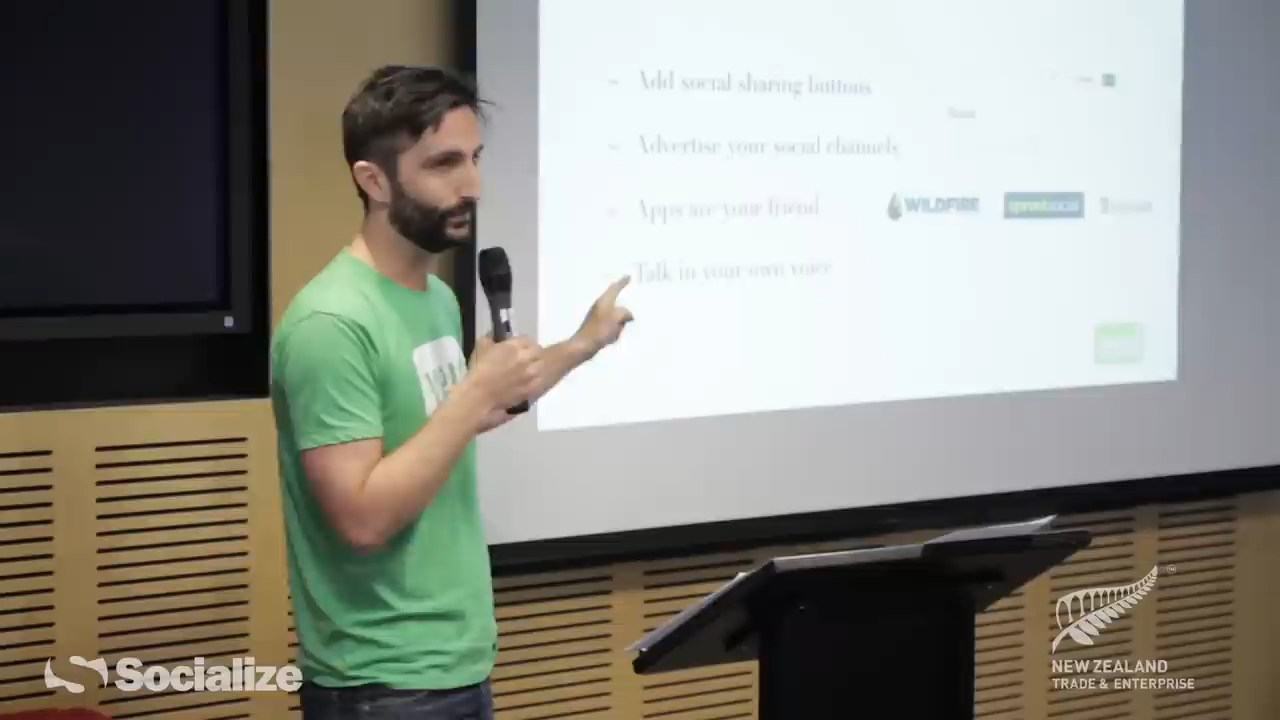 - Add social sharing buttons
- Advertise your social channels
- Apps are your friend
WILDFIRE
sproutsocial
- Talk in your own voice
Socialize
NEW ZEALAND
TRADE & ENTERPRISE